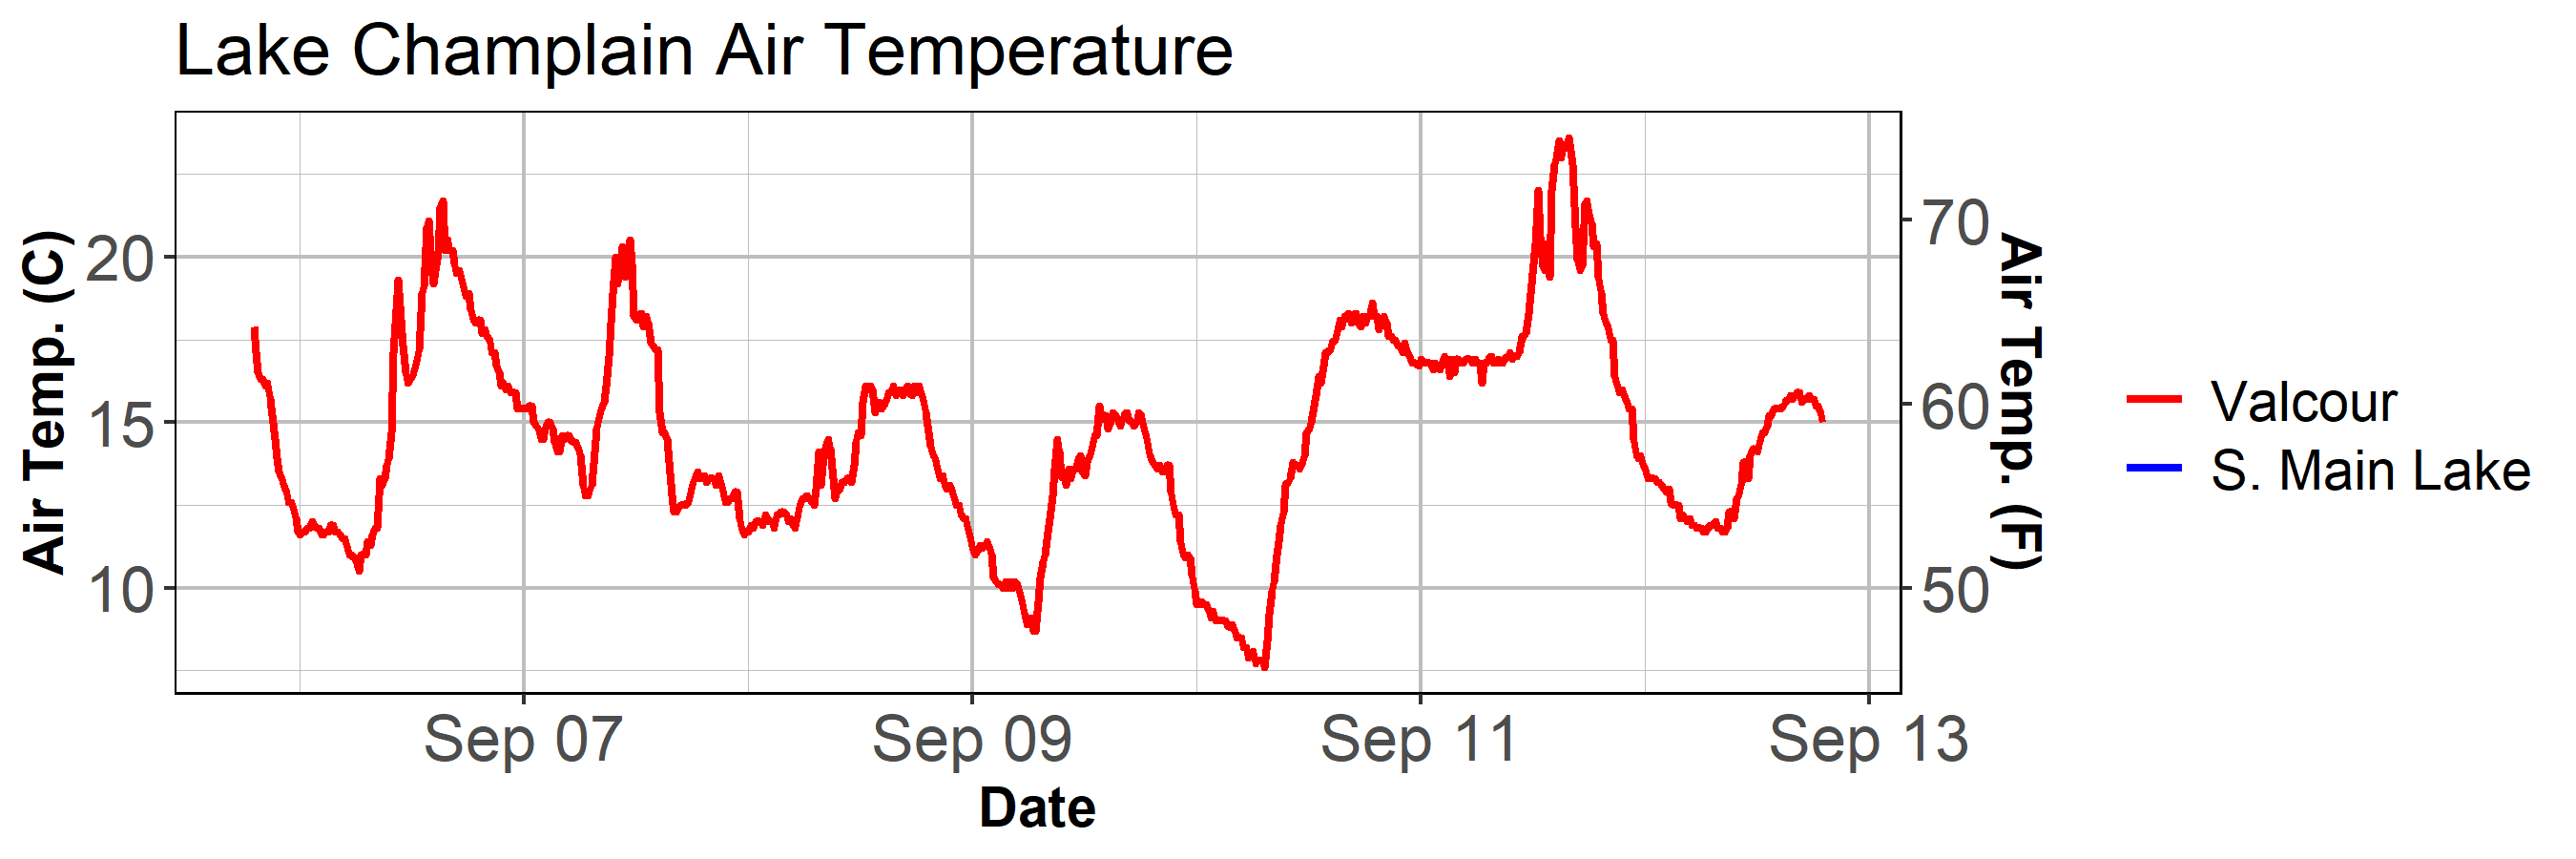 Lake Champlain Air Temperature
Air Temp. (C)
20
15
10
70
60
50
Air Temp. (F)
Sep 07
Sep 09
Sep 11
Sep 13
Date
Valcour
S. Main Lake